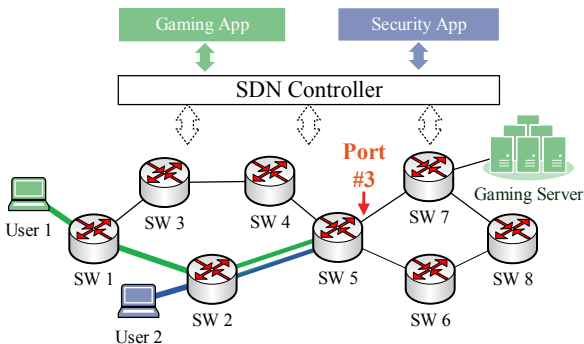 Gaming App
Security App
SDN Controller
Port
#3
SW 3
SW 4
SW 7
Gaming Server
User 1
SW 1
SW 2
SW 5
SW 8
User 2
SW 6